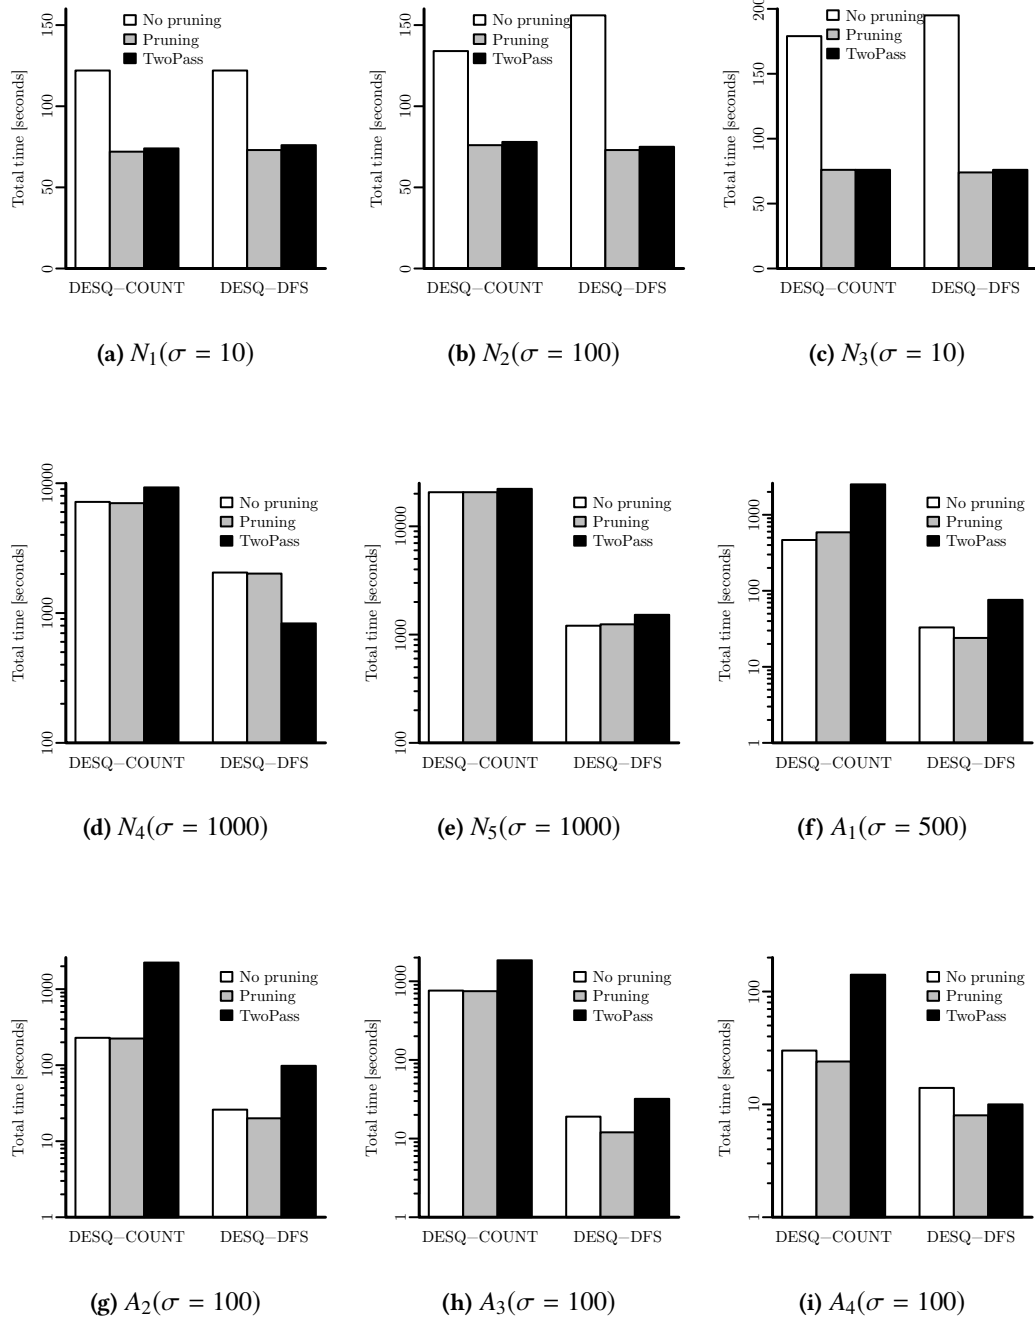 No pruning
Pruning
TwoPass
Total time [seconds]
0
50
100
150
DESQ−COUNT
DESQ−DFS
(a) N1(σ = 10)
No pruning
Pruning
TwoPass
Total time [seconds]
0
50
100
150
DESQ−COUNT
DESQ−DFS
(b) N2(σ = 100)
No pruning
Pruning
TwoPass
Total time [seconds]
0
50
100
150
200
DESQ−COUNT
DESQ−DFS
(c) N3(σ = 10)
No pruning
Pruning
TwoPass
Total time [seconds]
100
1000
10000
DESQ−COUNT
DESQ−DFS
(d) N4(σ = 1000)
No pruning
Pruning
TwoPass
Total time [seconds]
100
1000
10000
DESQ−COUNT
DESQ−DFS
(e) N5(σ = 1000)
No pruning
Pruning
TwoPass
Total time [seconds]
1
10
100
1000
DESQ−COUNT
DESQ−DFS
(f) A1(σ = 500)
No pruning
Pruning
TwoPass
Total time [seconds]
1
10
100
1000
DESQ−COUNT
DESQ−DFS
(g) A2(σ = 100)
No pruning
Pruning
TwoPass
Total time [seconds]
1
10
100
1000
DESQ−COUNT
DESQ−DFS
(h) A3(σ = 100)
No pruning
Pruning
TwoPass
Total time [seconds]
1
10
100
DESQ−COUNT
DESQ−DFS
(i) A4(σ = 100)